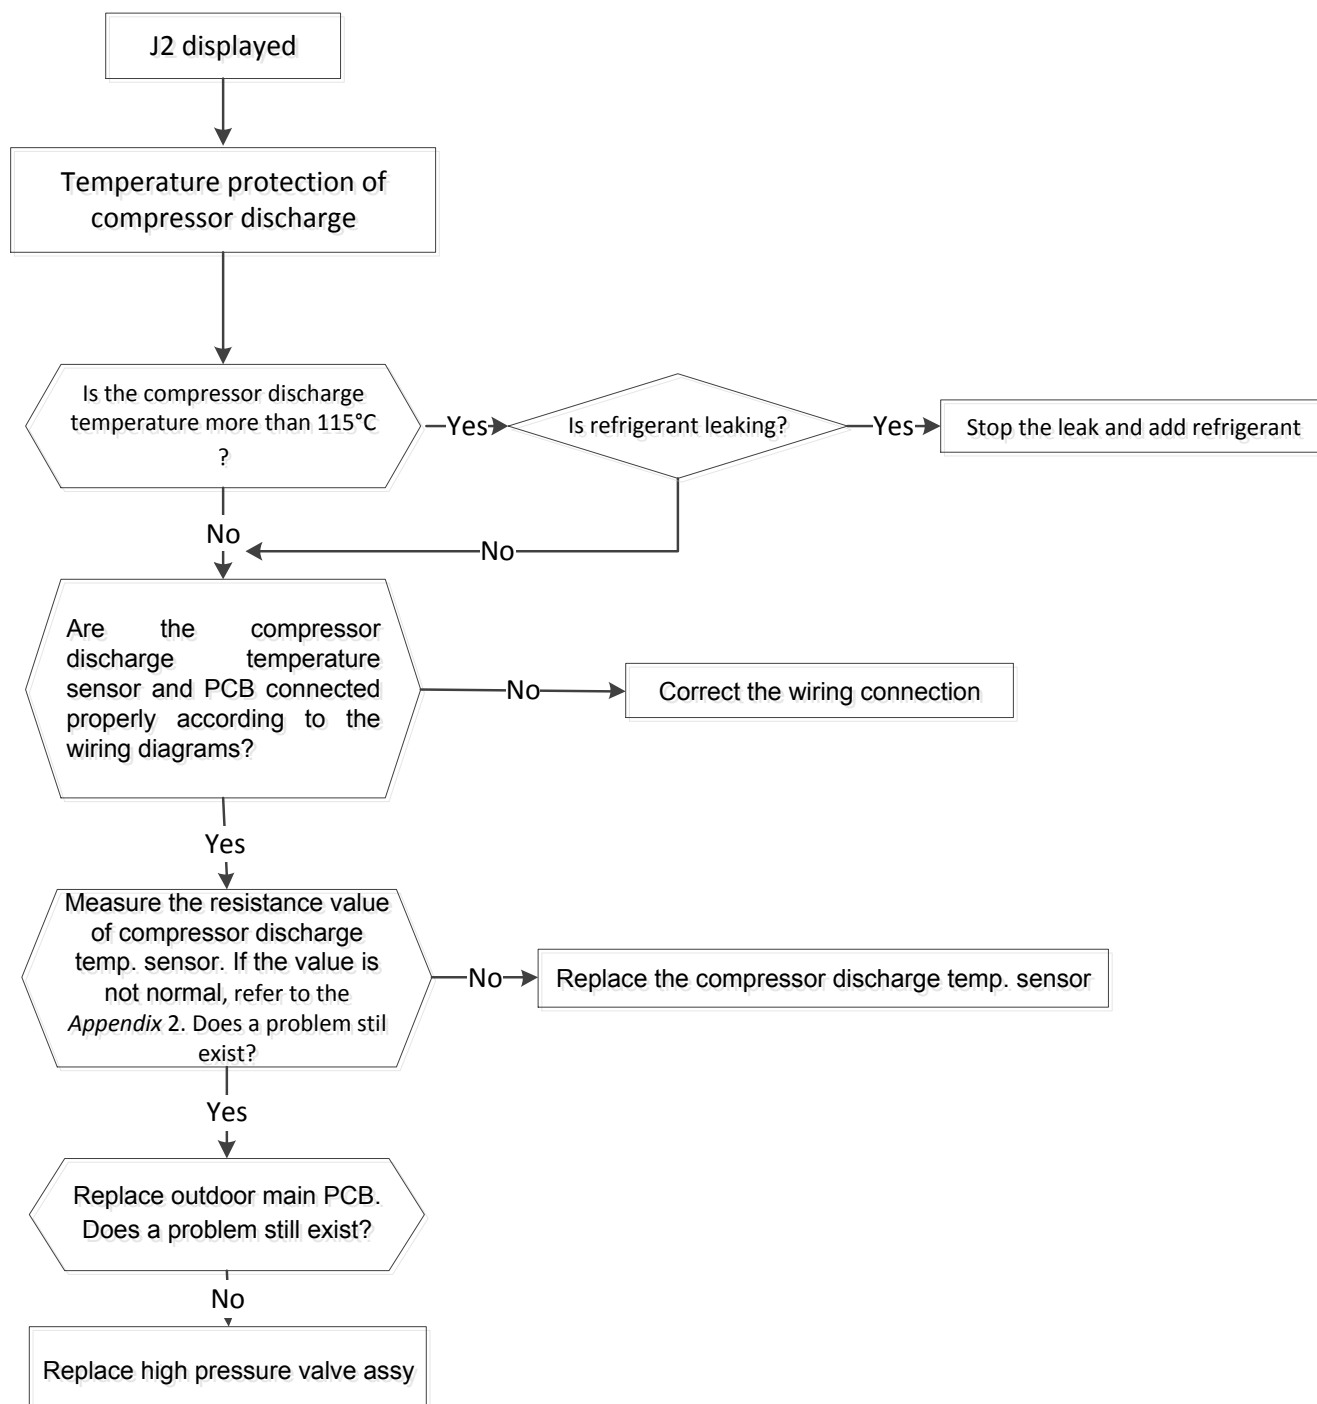 J2 displayed
Temperature protection of
compressor discharge
Is the compressor discharge
temperature more than 115°C
?
Yes
Is refrigerant leaking?
Yes
Stop the leak and add refrigerant
No
No
Are the compressor
discharge temperature
sensor and PCB connected
properly according to the
wiring diagrams?
No
Correct the wiring connection
Yes
Measure the resistance value
of compressor discharge
temp. sensor. If the value is
not normal, refer to the
Appendix 2. Does a problem stil
exist?
No
Replace the compressor discharge temp. sensor
Yes
Replace outdoor main PCB.
Does a problem still exist?
No
Replace high pressure valve assy